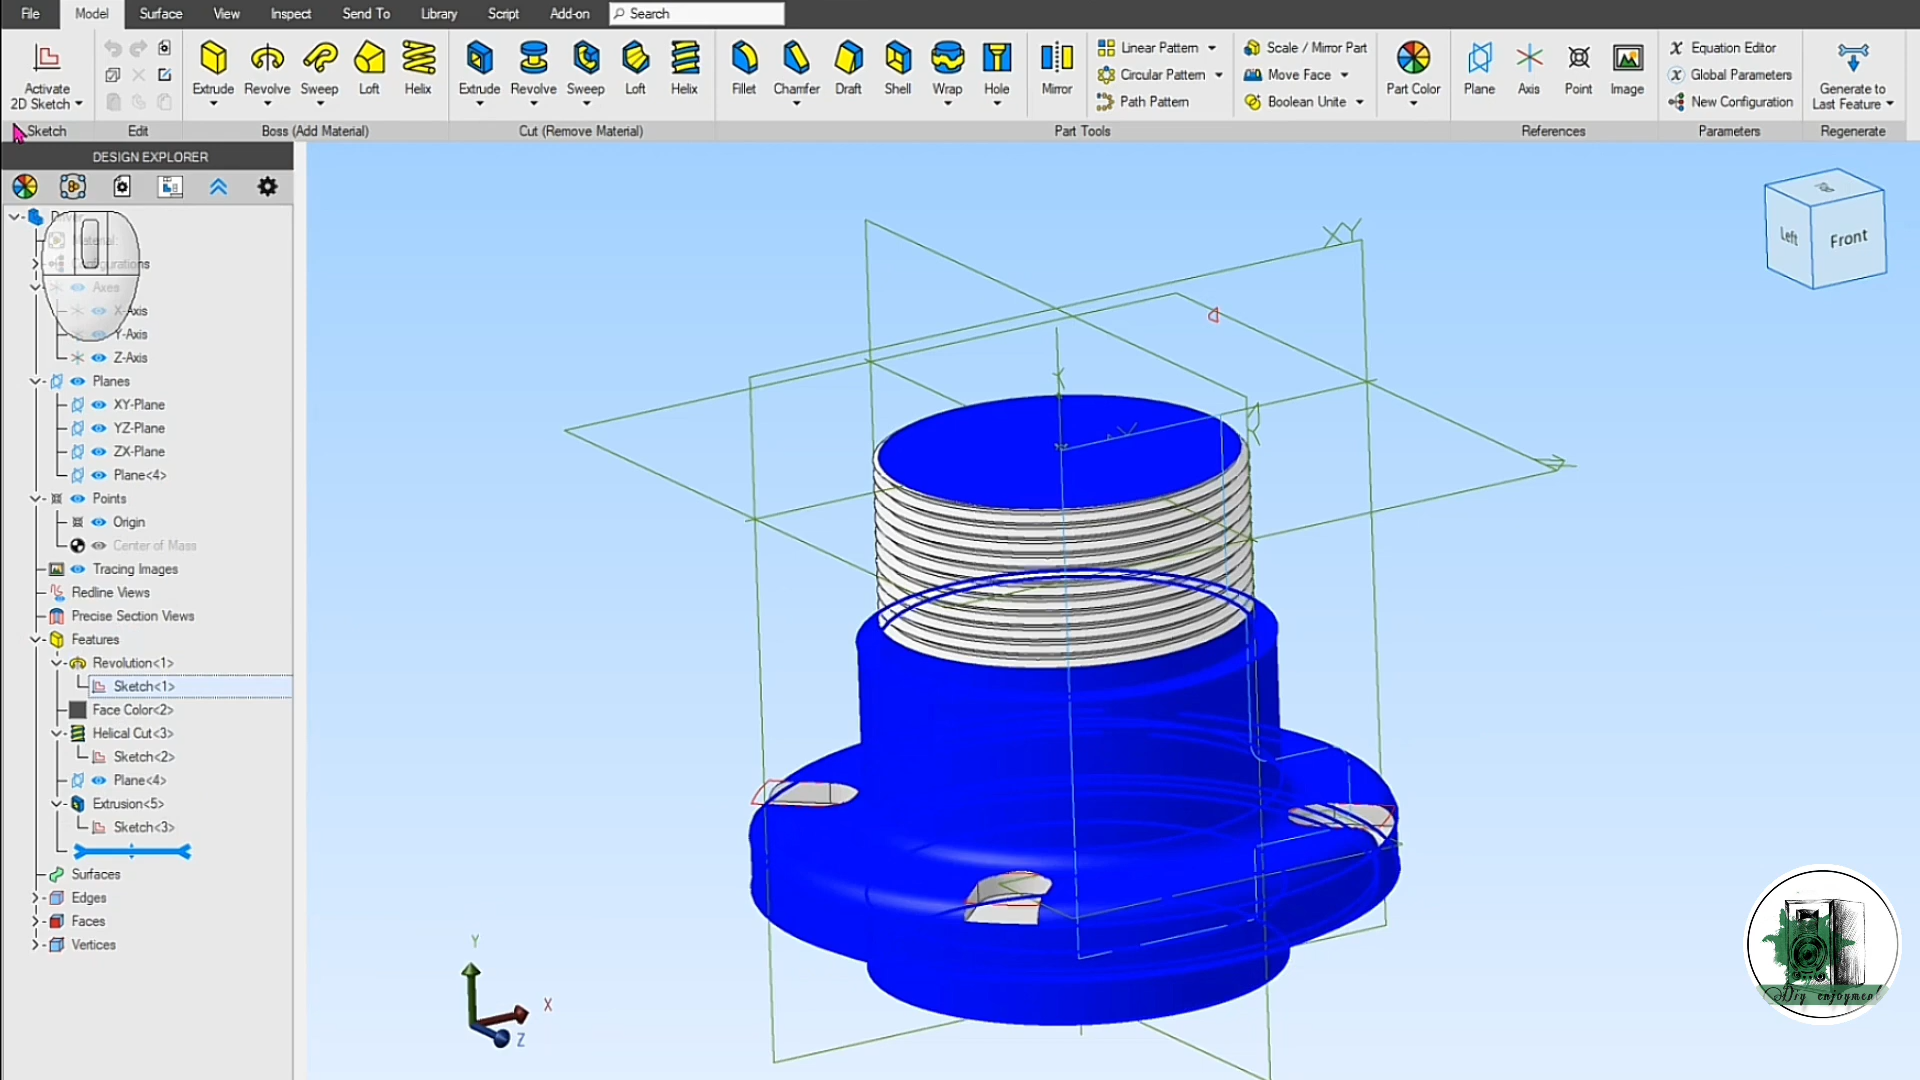 File Model Surface View Inspect Send To Library Script Add-on Search
Activate
2D Sketch
Extrude Revolve Sweep Loft Helix
Extrude Revolve Sweep Loft Helix
Fillet Chamfer Draft Shell Wrap Hole
Mirror
Linear Pattern
Circular Pattern
Path Pattern
Scale / Mirror Part
Move Face
Boolean Unite
Part Color
Plane Axis Point Image
Equation Editor
Global Parameters
New Configuration
Generate to
Last Feature
Sketch Edit Boss (Add Material) Cut (Remove Material) Part Tools References Parameters Regenerate
DESIGN EXPLORER
Material:
Configurations
Axes
X-Axis
Y-Axis
Z-Axis
Planes
XY-Plane
YZ-Plane
ZX-Plane
Plane<4>
Points
Origin
Center of Mass
Tracing Images
Redline Views
Precise Section Views
Features
Revolution<1>
Sketch<1>
Face Color<2>
Helical Cut<3>
Sketch<2>
Plane<4>
Extrusion<5>
Sketch<3>
Surfaces
Edges
Faces
Vertices
XY
Left Front
Y
X
Z
Diy enjoyment